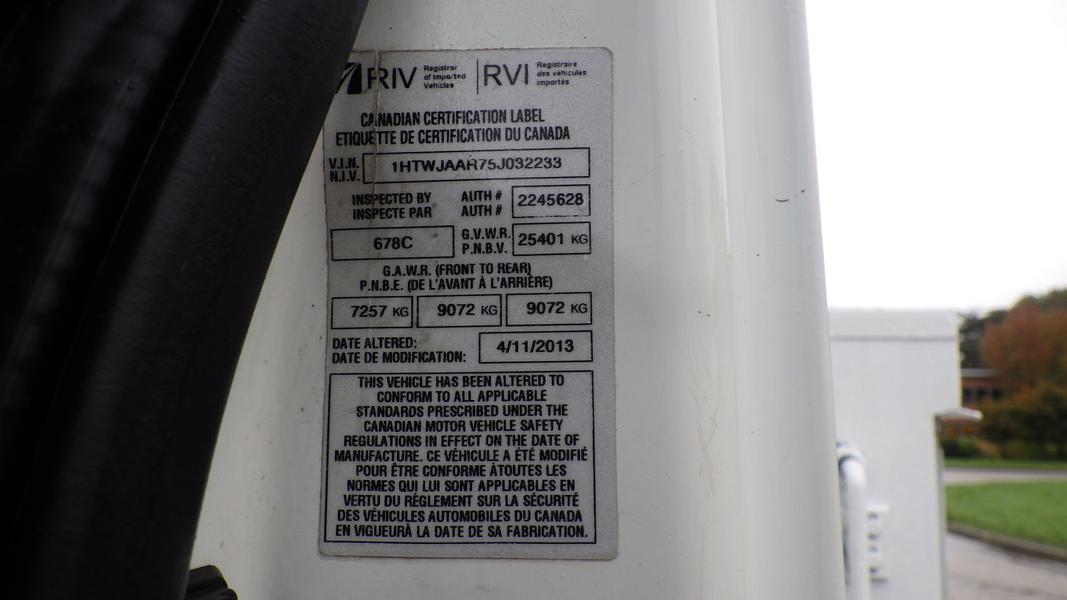 RIV Registrar of Imported Vehicles RVI Registraire des véhicules importés
CANADIAN CERTIFICATION LABEL
ETIQUETTE DE CERTIFICATION DU CANADA
V.I.N. N.I.V. 1HTWJAAR75J032233
INSPECTED BY AUTH # 2245628
INSPECTE PAR AUTH #
678C G.V.W.R. P.N.B.V. 25401 KG
G.A.W.R. (FRONT TO REAR)
P.N.B.E. (DE L'AVANT À L'ARRIÈRE)
7257 KG 9072 KG 9072 KG
DATE ALTERED: 4/11/2013
DATE DE MODIFICATION:
THIS VEHICLE HAS BEEN ALTERED TO
CONFORM TO ALL APPLICABLE
STANDARDS PRESCRIBED UNDER THE
CANADIAN MOTOR VEHICLE SAFETY
REGULATIONS IN EFFECT ON THE DATE OF
MANUFACTURE. CE VÉHICULE A ÉTÉ MODIFIÉ
POUR ÊTRE CONFORME ÀTOUTES LES
NORMES QUI LUI SONT APPLICABLES EN
VERTU DU RÉGLEMENT SUR LA SÉCURITÉ
DES VÉHICULES AUTOMOBILES DU CANADA
EN VIGUEURÀ LA DATE DE SA FABRICATION.